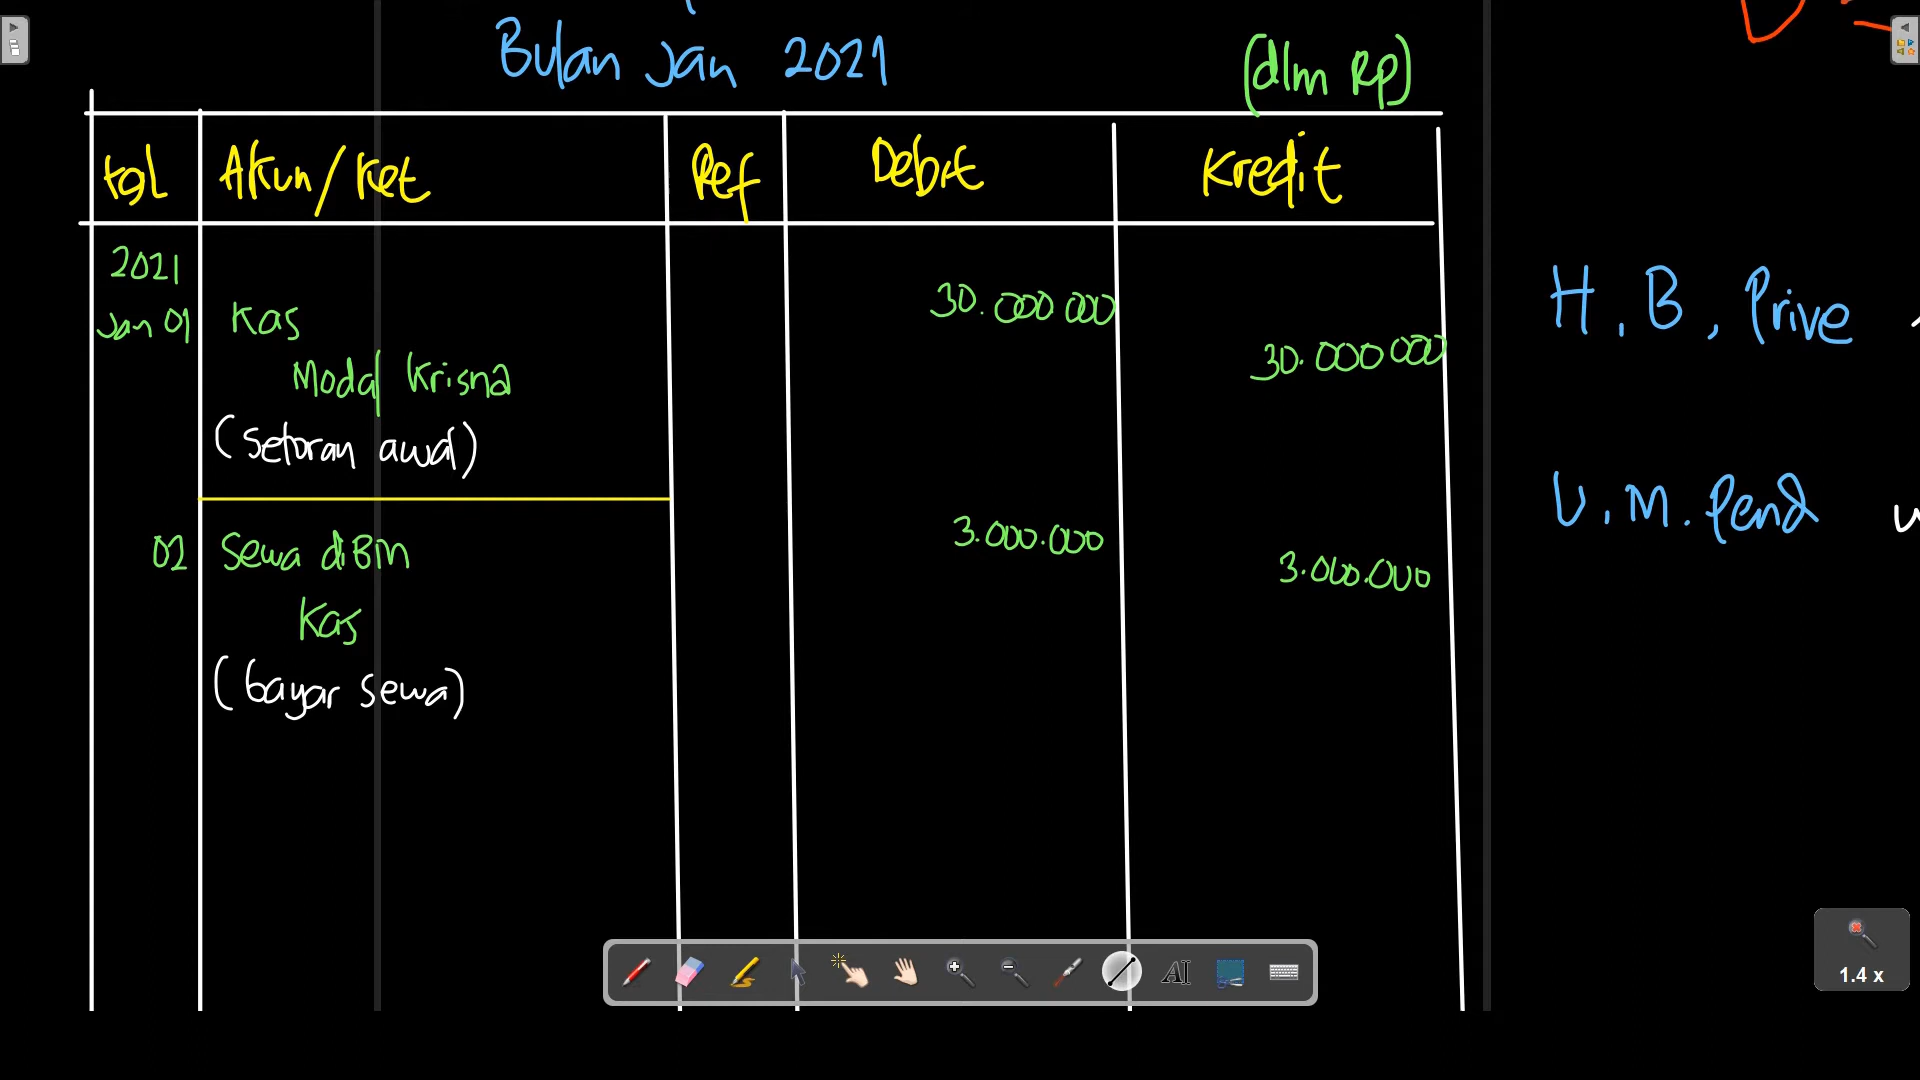 Bulan Jan 2021
(dlm Rp)
tgl Akun/Ket Ref Debit Kredit
2021
Jan 01 Kas 30.000 000
Modal Krisna 30.000 000
(Setoran awal)
02 Sewa diBM 3.000.000
Kas 3.000.000
(bayar sewa)
H, B, Prive
U. M. Pend
AI
1.4 x